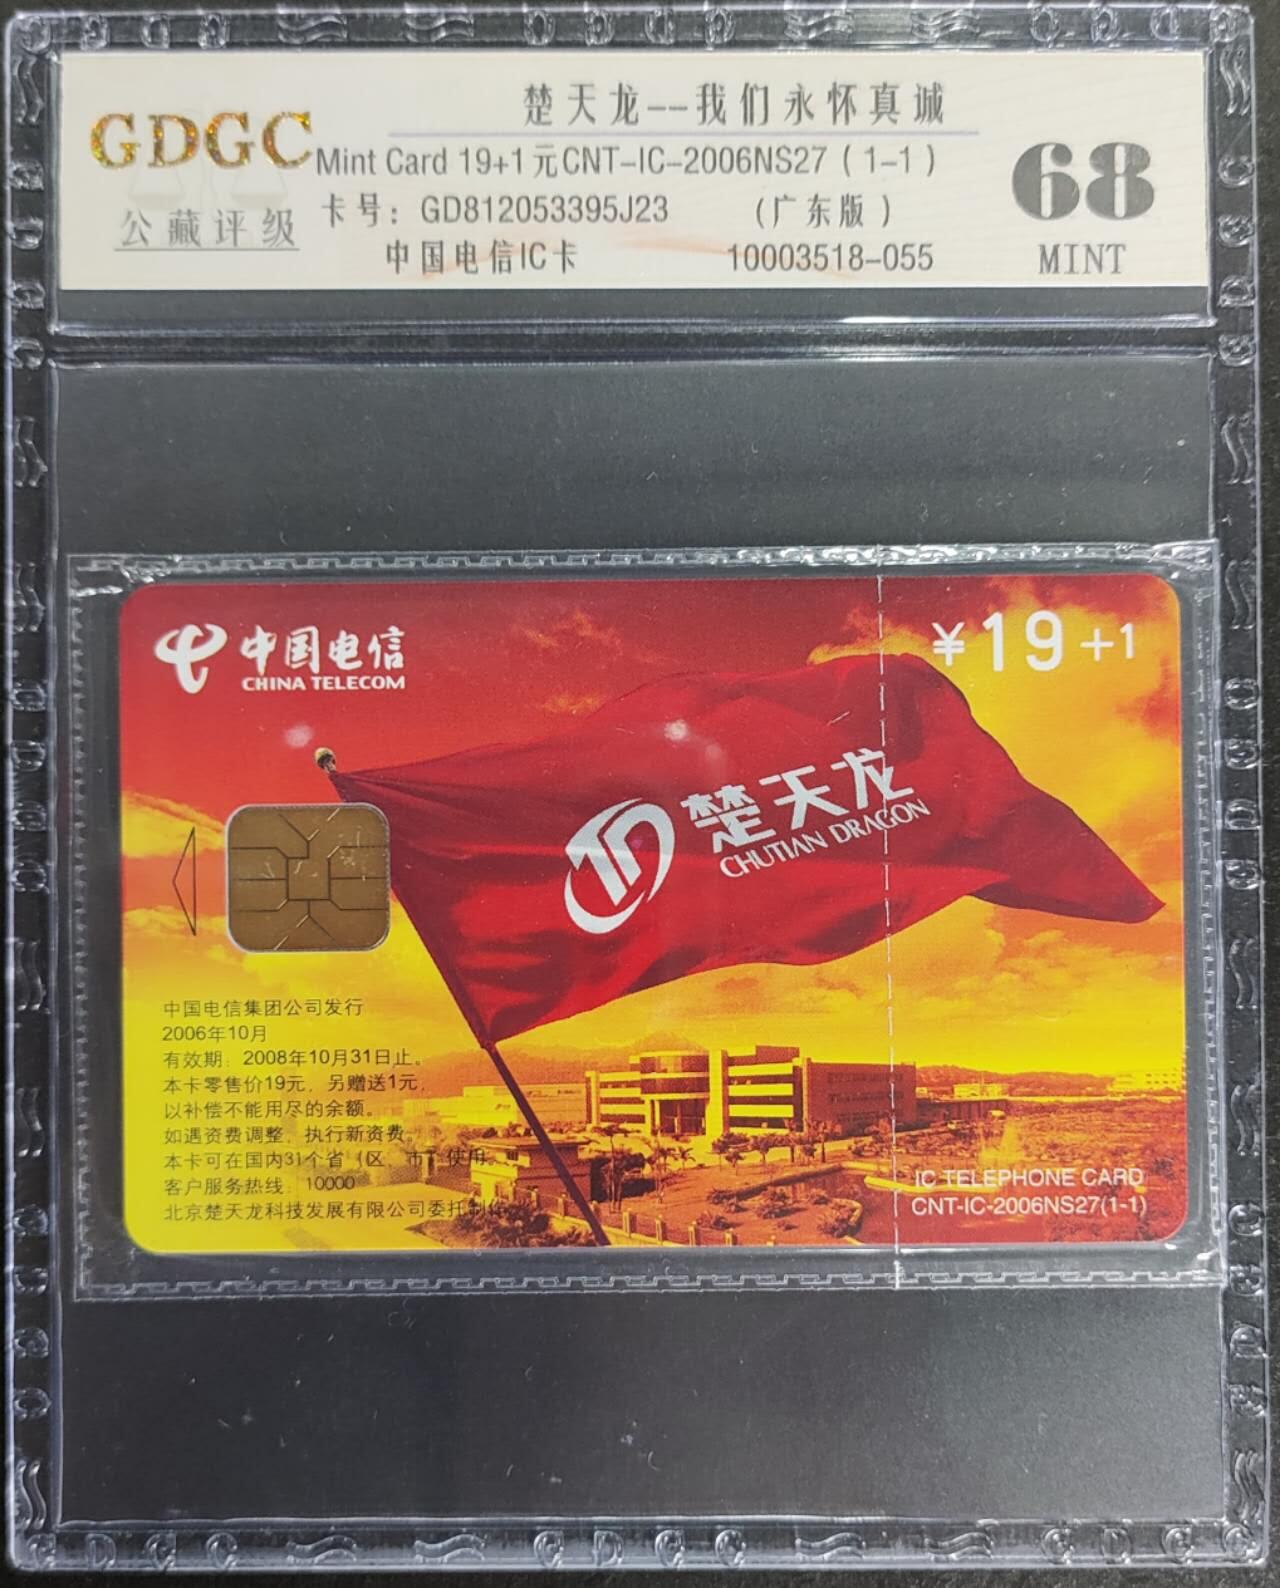 楚天龙--我们永怀真诚
GDGC
Mint Card 19+1元CNT-IC-2006NS27（1-1）
68
公藏评级
卡号：GD812053395J23 （广东版）
中国电信IC卡 10003518-055
MINT
中国电信
CHINA TELECOM
¥19+1
楚天龙
CHUTIAN DRAGON
中国电信集团公司发行
2006年10月
有效期：2008年10月31日止。
本卡零售价19元，另赠送1元，
以补偿不能用尽的余额。
如遇资费调整，执行新资费。
本卡可在国内31个省（区、市）使用
客户服务热线：10000
北京楚天龙科技发展有限公司委托制作
IC TELEPHONE CARD
CNT-IC-2006NS27(1-1)